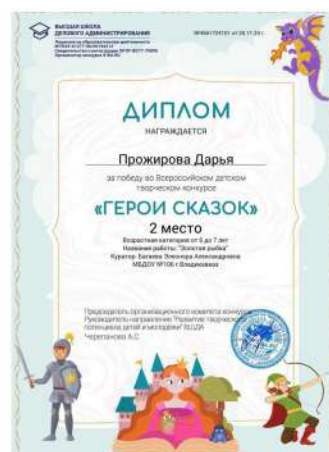 ВЫСШАЯ ШКОЛА
ДЕЛОВОГО АДМИНИСТРИРОВАНИЯ
ДИПЛОМ
НАГРАЖДАЕТСЯ
Прожирова Дарья
за победу во Всероссийском детском
творческом конкурсе
«ГЕРОИ СКАЗОК»
2 место
Возрастная категория от 6 до 7 лет
Название работы: "Золотая рыбка"
Куратор: Багаева Элеонора Александровна
МБДОУ №106 г.Владикавказ
Председатель организационного комитета конкурса
Руководитель направления "Развитие творческого
потенциала детей и молодёжи" ВШДА
Черепанова А.С.